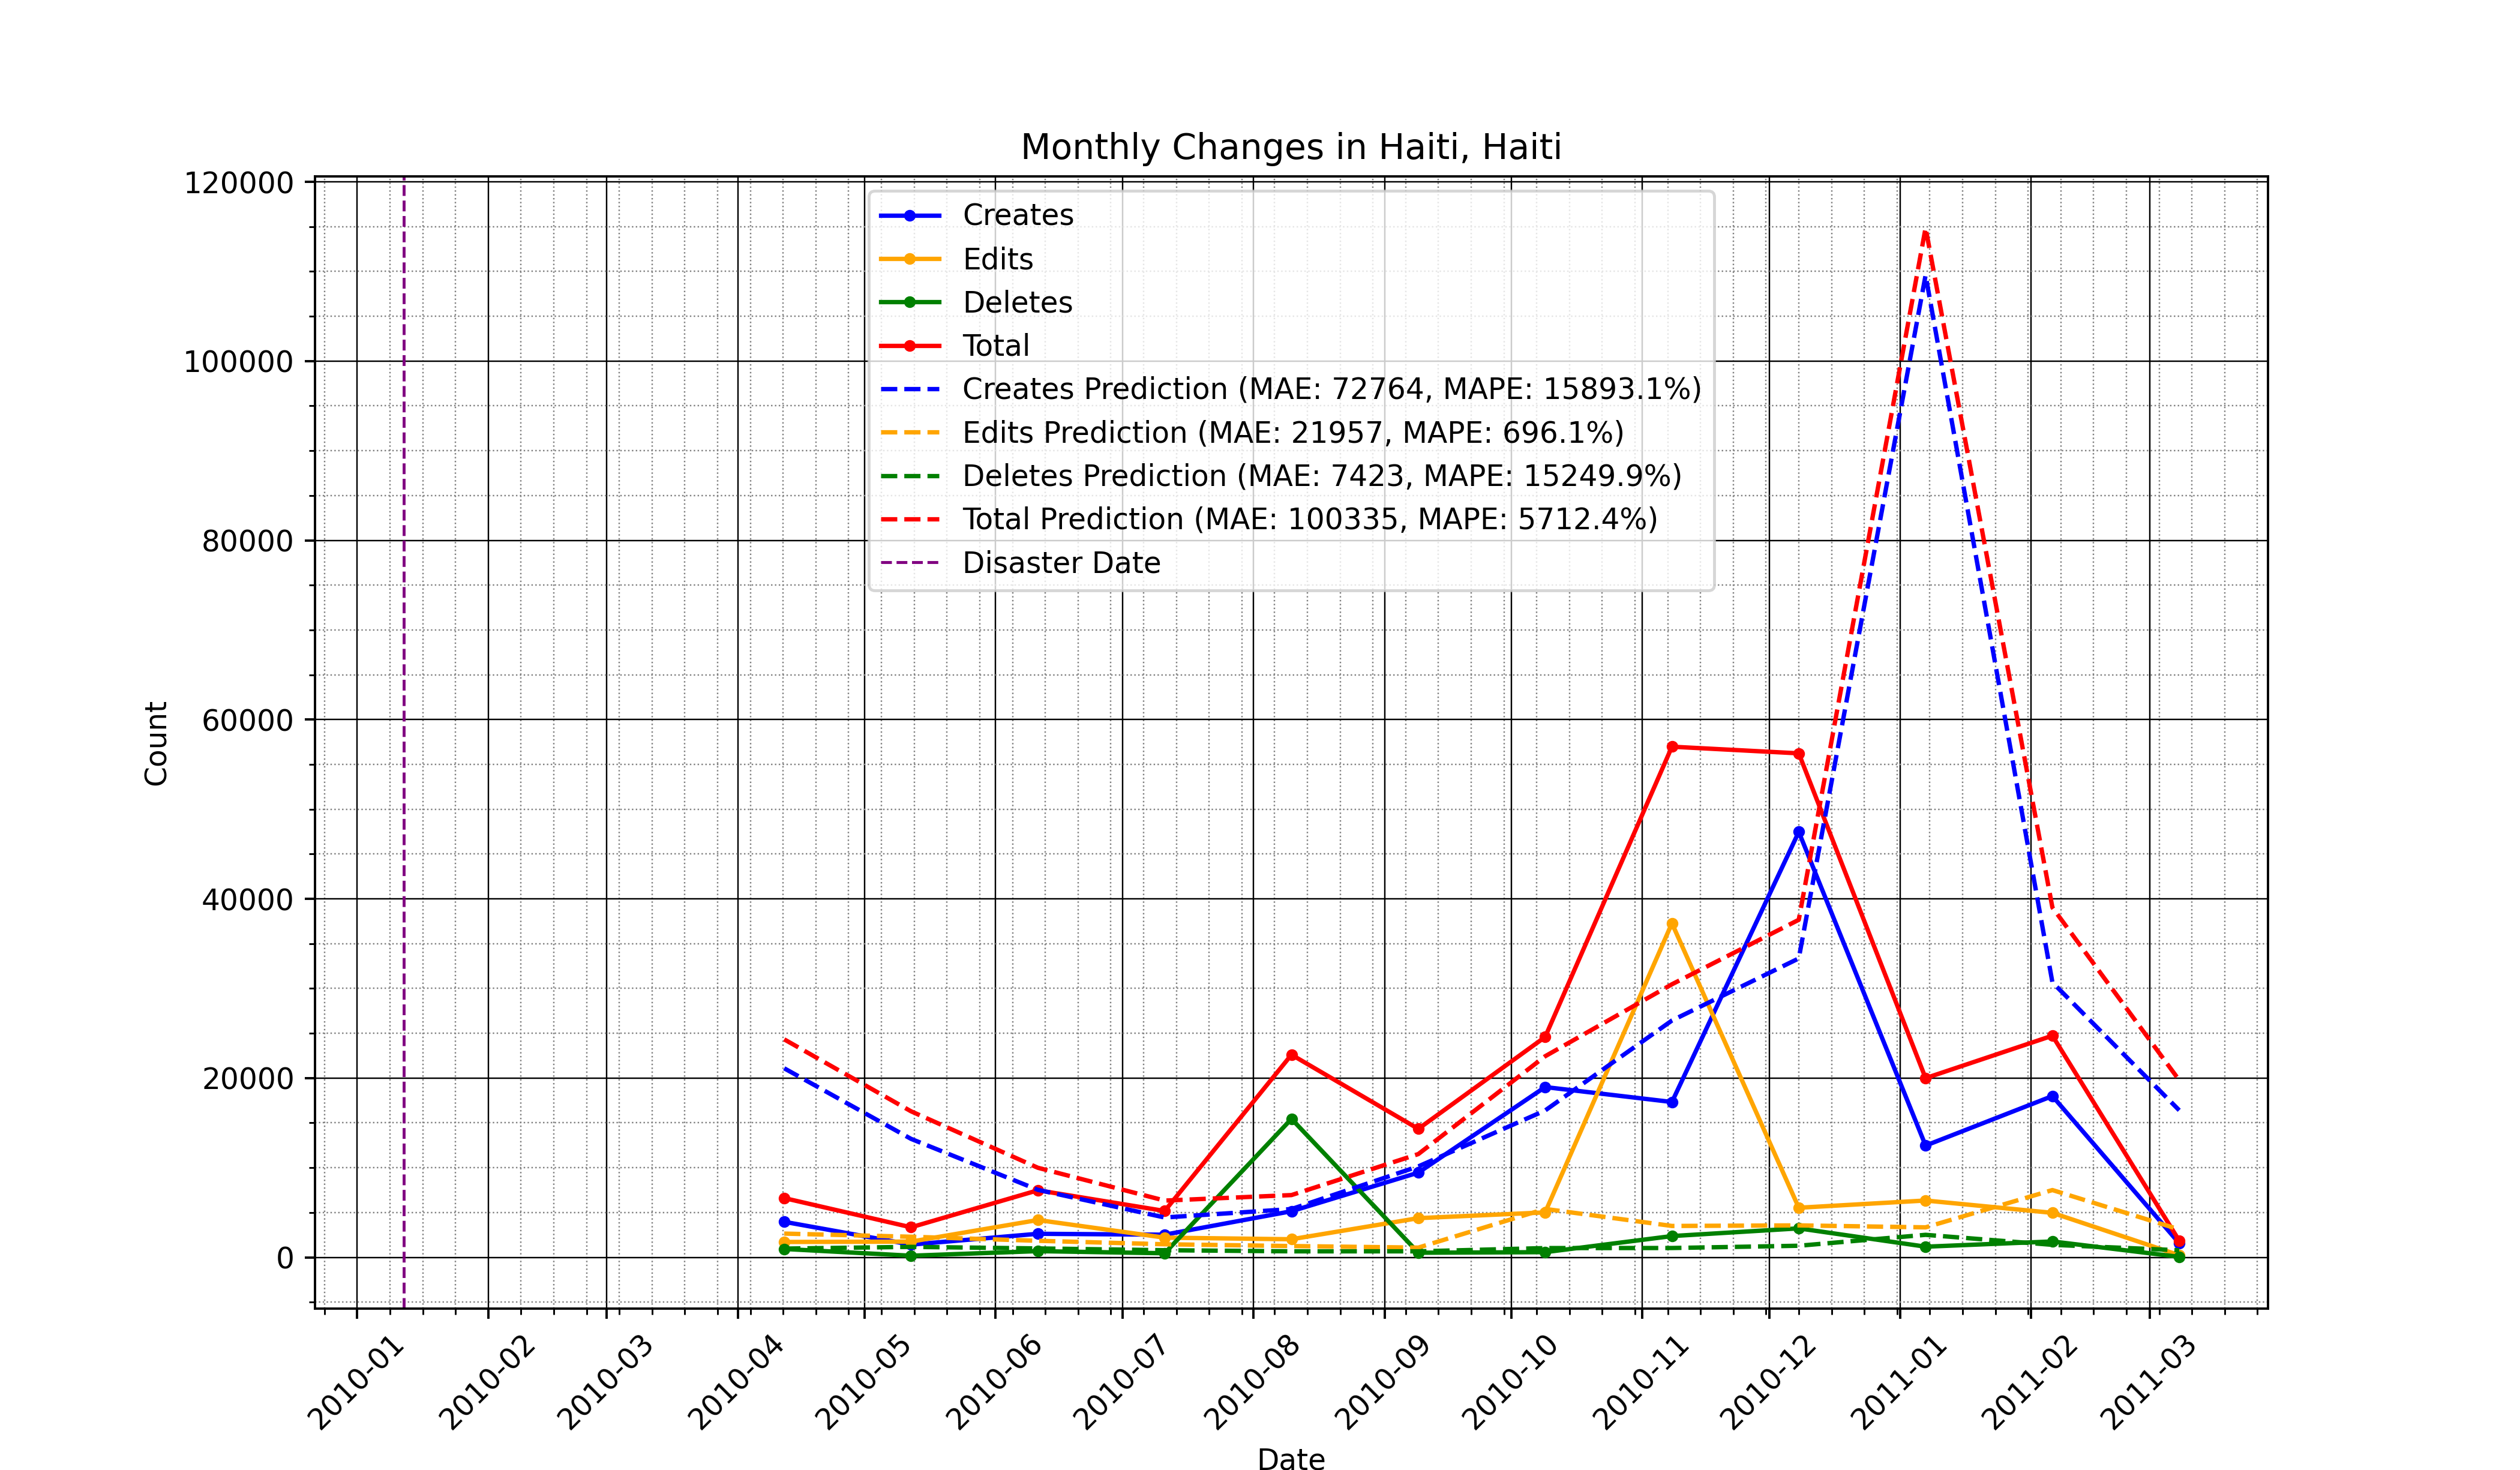 Monthly Changes in Haiti, Haiti
120000
100000
80000
60000
40000
20000
0
Count
Creates
Edits
Deletes
Total
Creates Prediction (MAE: 72764, MAPE: 15893.1%)
Edits Prediction (MAE: 21957, MAPE: 696.1%)
Deletes Prediction (MAE: 7423, MAPE: 15249.9%)
Total Prediction (MAE: 100335, MAPE: 5712.4%)
Disaster Date
2010-01
2010-02
2010-03
2010-04
2010-05
2010-06
2010-07
2010-08
2010-09
2010-10
2010-11
2010-12
2011-01
2011-02
2011-03
Date